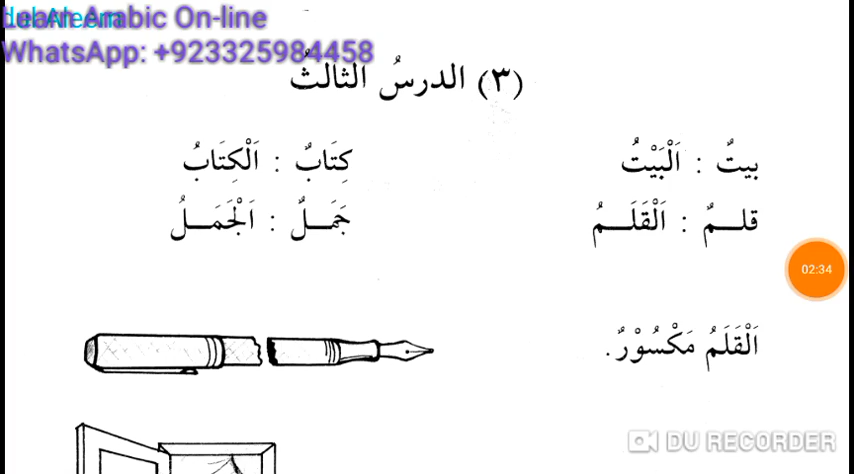 Learn Arabic On-line
WhatsApp: +923325984458
(٣) الدرسُ الثالثُ
بيتٌ : اَلْبَيْتُ
كِتَابٌ : اَلْكِتَابُ
قلـمٌ : اَلْقَلَـمُ
جَمَـلٌ : اَلْجَمَـلُ
02:34
اَلْقَلَمُ مَكْسُوْرٌ.
DU RECORDER